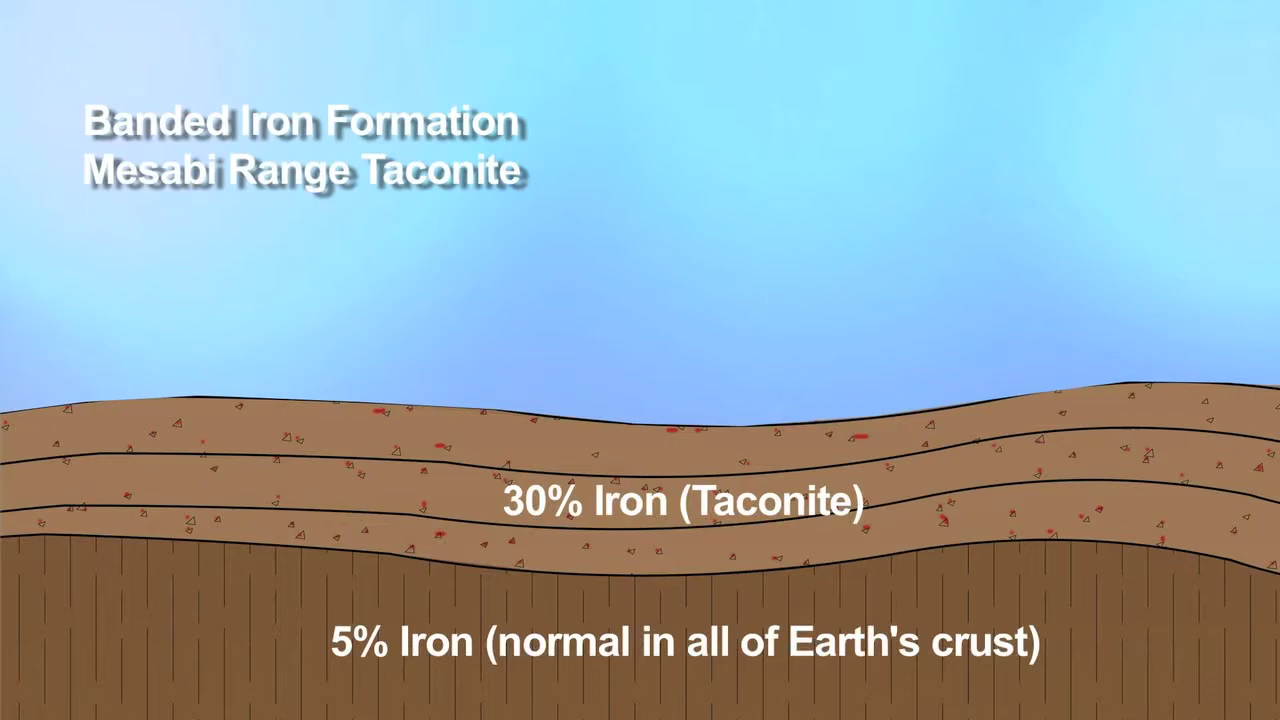 Banded Iron Formation
Mesabi Range Taconite
30% Iron (Taconite)
5% Iron (normal in all of Earth's crust)